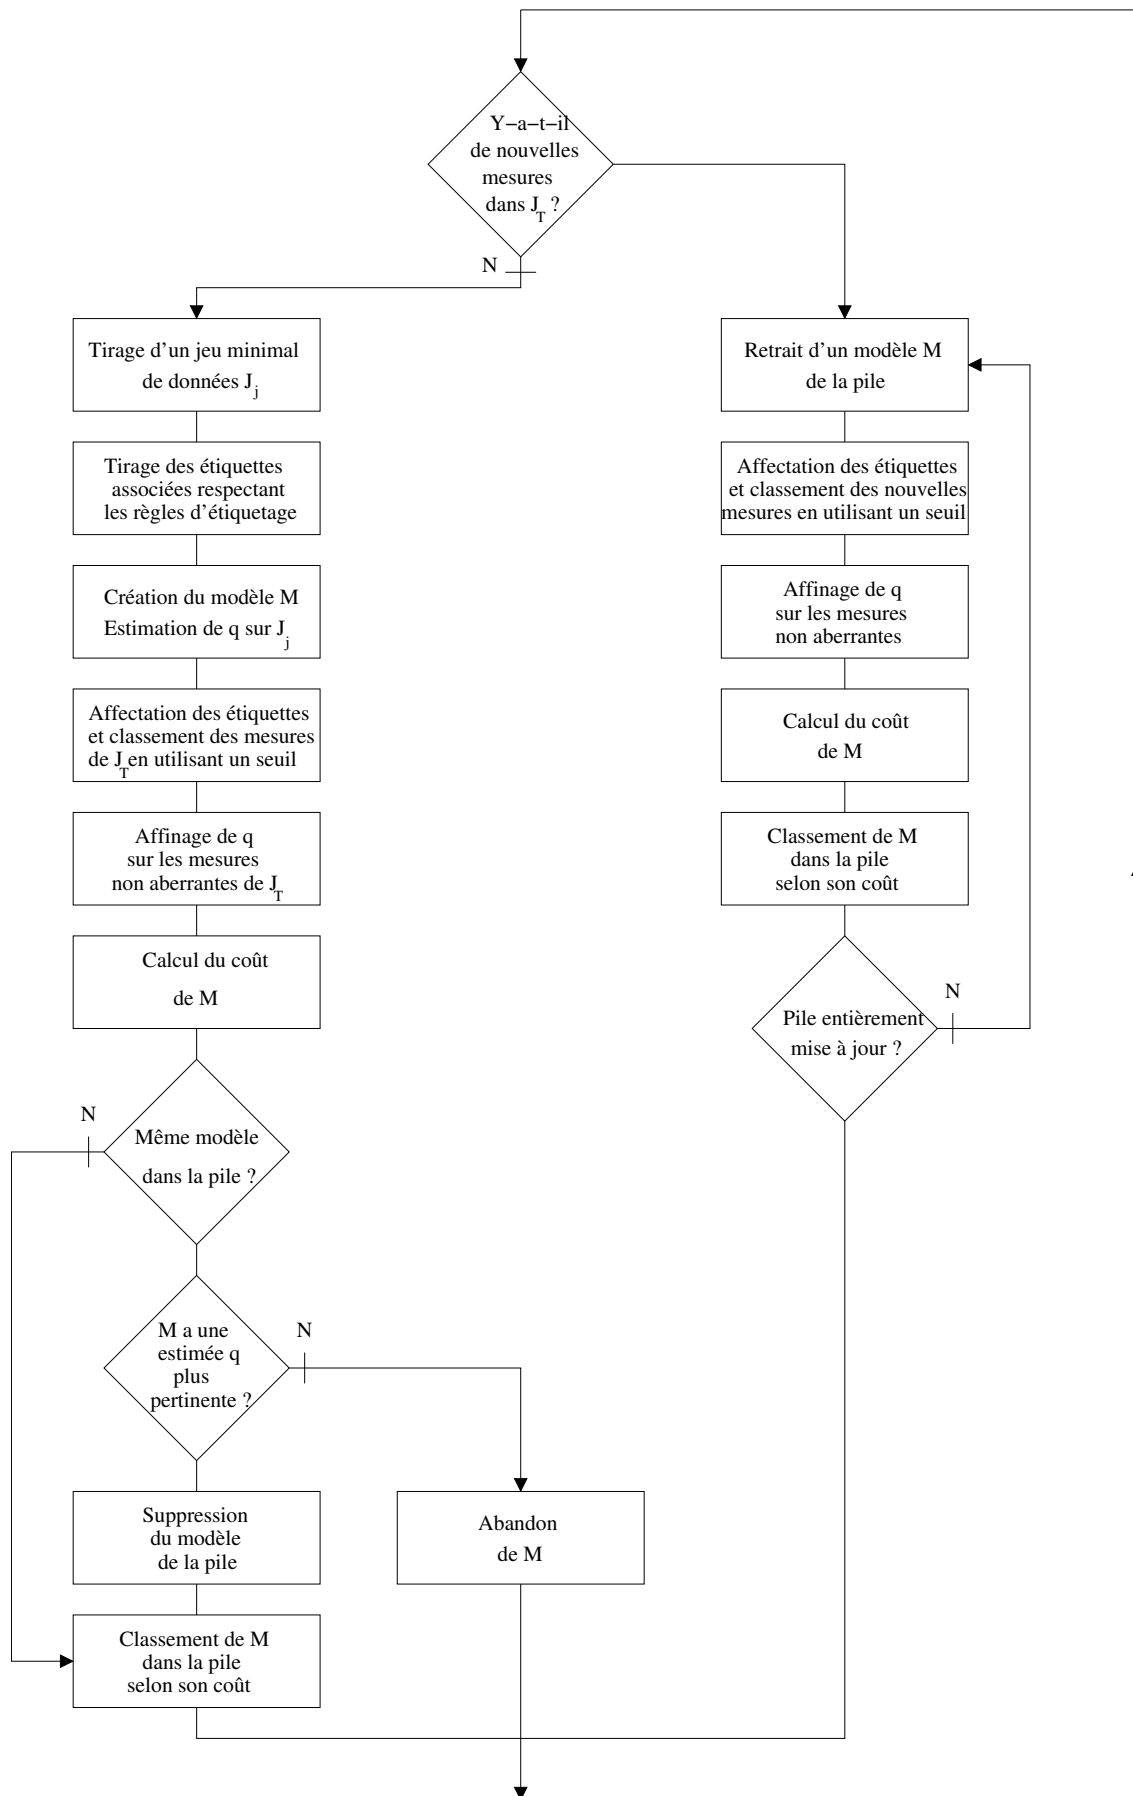 Y–a–t–il
de nouvelles
mesures
dans J_T ?
N
Tirage d'un jeu minimal
de données J_j
Tirage des étiquettes
associées respectant
les règles d'étiquetage
Création du modèle M
Estimation de q sur J_j
Affectation des étiquettes
et classement des mesures
de J_T en utilisant un seuil
Affinage de q
sur les mesures
non aberrantes de J_T
Calcul du coût
de M
N
Même modèle
dans la pile ?
M a une
estimée q
plus
pertinente ?
N
Suppression
du modèle
de la pile
Abandon
de M
Classement de M
dans la pile
selon son coût
Retrait d'un modèle M
de la pile
Affectation des étiquettes
et classement des nouvelles
mesures en utilisant un seuil
Affinage de q
sur les mesures
non aberrantes
Calcul du coût
de M
Classement de M
dans la pile
selon son coût
Pile entièrement
mise à jour ?
N